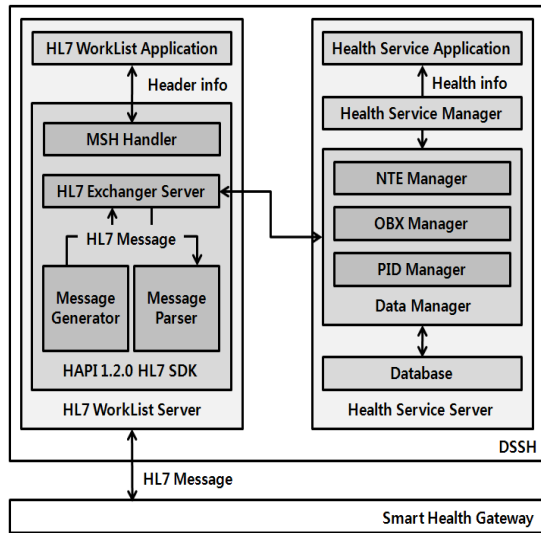 HL7 WorkList Application
Header info
MSH Handler
HL7 Exchanger Server
HL7 Message
Message
Generator
Message
Parser
HAPI 1.2.0 HL7 SDK
HL7 WorkList Server
Health Service Application
Health info
Health Service Manager
NTE Manager
OBX Manager
PID Manager
Data Manager
Database
Health Service Server
DSSH
HL7 Message
Smart Health Gateway